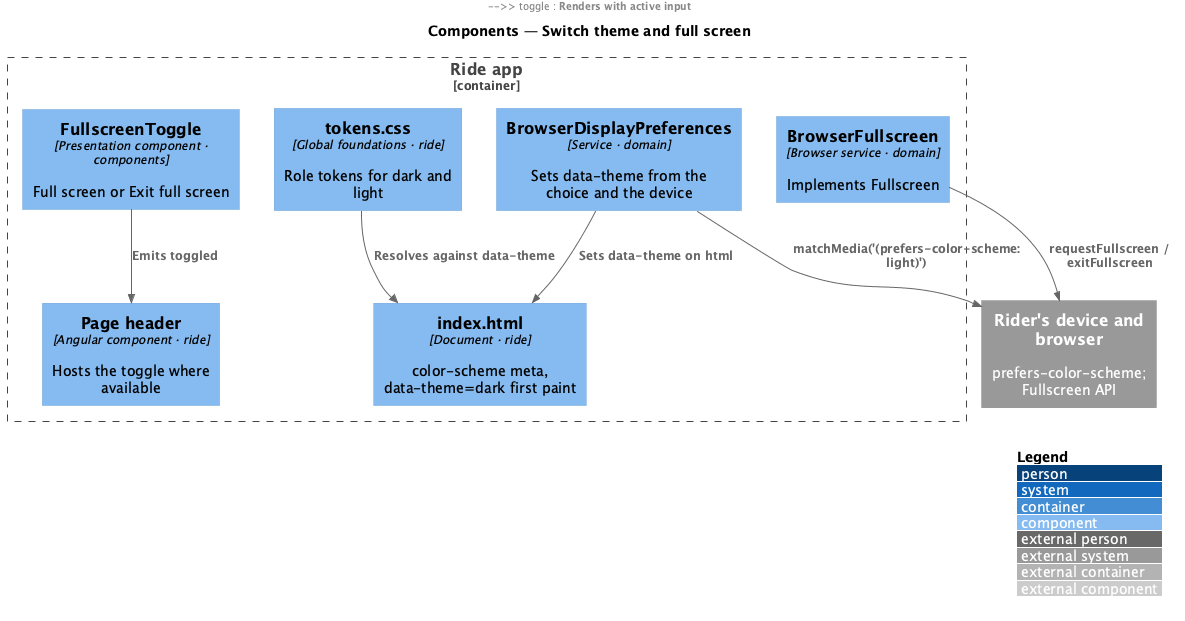 -->> toggle : Renders with active input
Components — Switch theme and full screen
Ride app
[container]
FullscreenToggle
[Presentation component ·
components]
Full screen or Exit full screen
tokens.css
[Global foundations · ride]
Role tokens for dark and
light
BrowserDisplayPreferences
[Service · domain]
Sets data-theme from the
choice and the device
BrowserFullscreen
[Browser service · domain]
Implements Fullscreen
Emits toggled
Resolves against data-theme
Sets data-theme on html
matchMedia('(prefers-color-scheme:
light)')
requestFullscreen /
exitFullscreen
Page header
[Angular component · ride]
Hosts the toggle where
available
index.html
[Document · ride]
color-scheme meta,
data-theme=dark first paint
Rider's device and
browser
prefers-color-scheme;
Fullscreen API
Legend
person
system
container
component
external person
external system
external container
external component